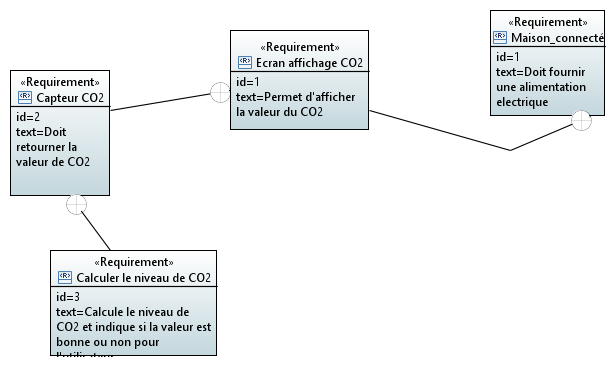 «Requirement»
Capteur CO2
id=2
text=Doit
retourner la
valeur de CO2
«Requirement»
Ecran affichage CO2
id=1
text=Permet d'afficher
la valeur du CO2
«Requirement»
Maison_connecté
id=1
text=Doit fournir
une alimentation
electrique
«Requirement»
Calculer le niveau de CO2
id=3
text=Calcule le niveau de
CO2 et indique si la valeur est
bonne ou non pour
l'utilisateur